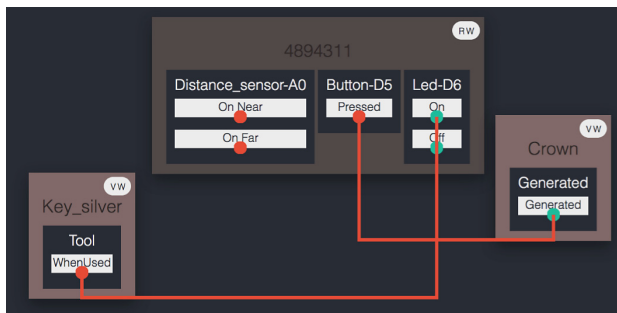 RW
4894311
Distance_sensor-A0
On Near
On Far
Button-D5
Pressed
Led-D6
On
Off
VW
Crown
Generated
Generated
VW
Key_silver
Tool
WhenUsed